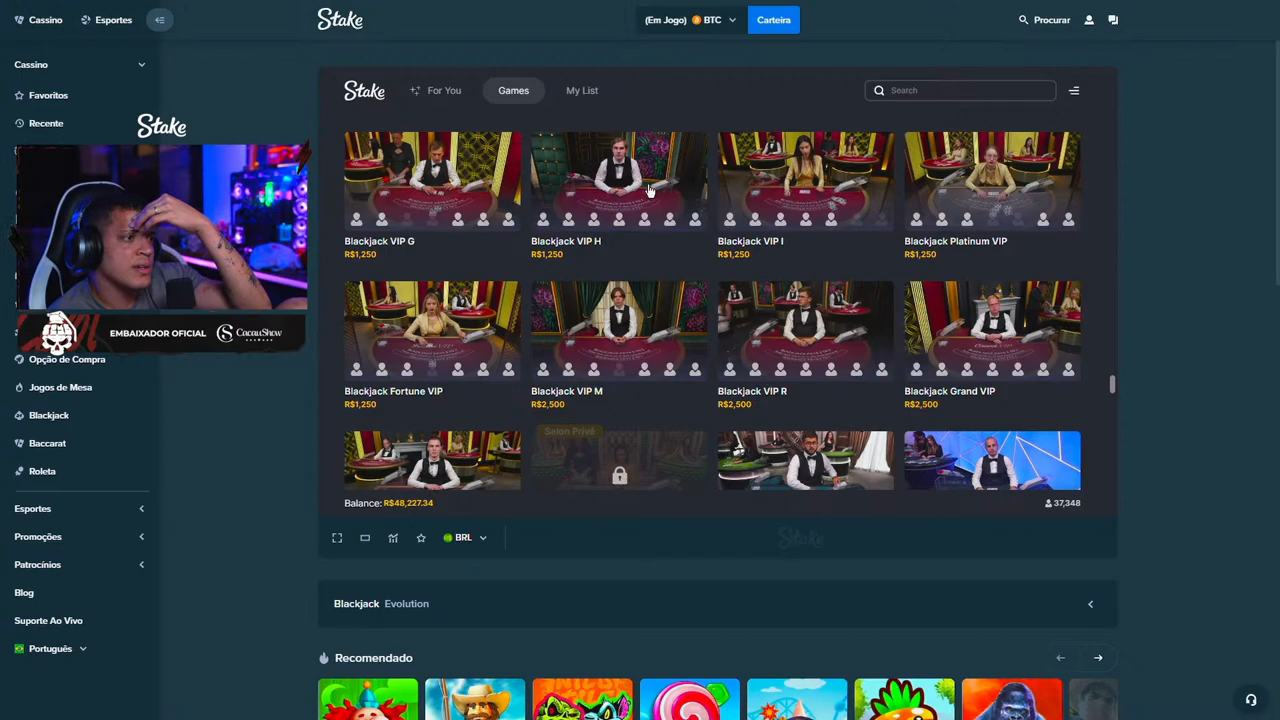 Cassino
Esportes
Stake
(Em Jogo) BTC
Carteira
Procurar
Cassino
Favoritos
Recente
Stake
EMBAIXADOR OFICIAL CACAUSHOW
Opção de Compra
Jogos de Mesa
Blackjack
Baccarat
Roleta
Esportes
Promoções
Patrocínios
Blog
Suporte Ao Vivo
Português
Stake
For You
Games
My List
Search
Blackjack VIP G
R$1,250
Blackjack VIP H
R$1,250
Blackjack VIP I
R$1,250
Blackjack Platinum VIP
R$1,250
Blackjack Fortune VIP
R$1,250
Blackjack VIP M
R$2,500
Blackjack VIP R
R$2,500
Blackjack Grand VIP
R$2,500
Salon Privé
Balance: R$48,227.34
37,348
BRL
Stake
Blackjack Evolution
Recomendado